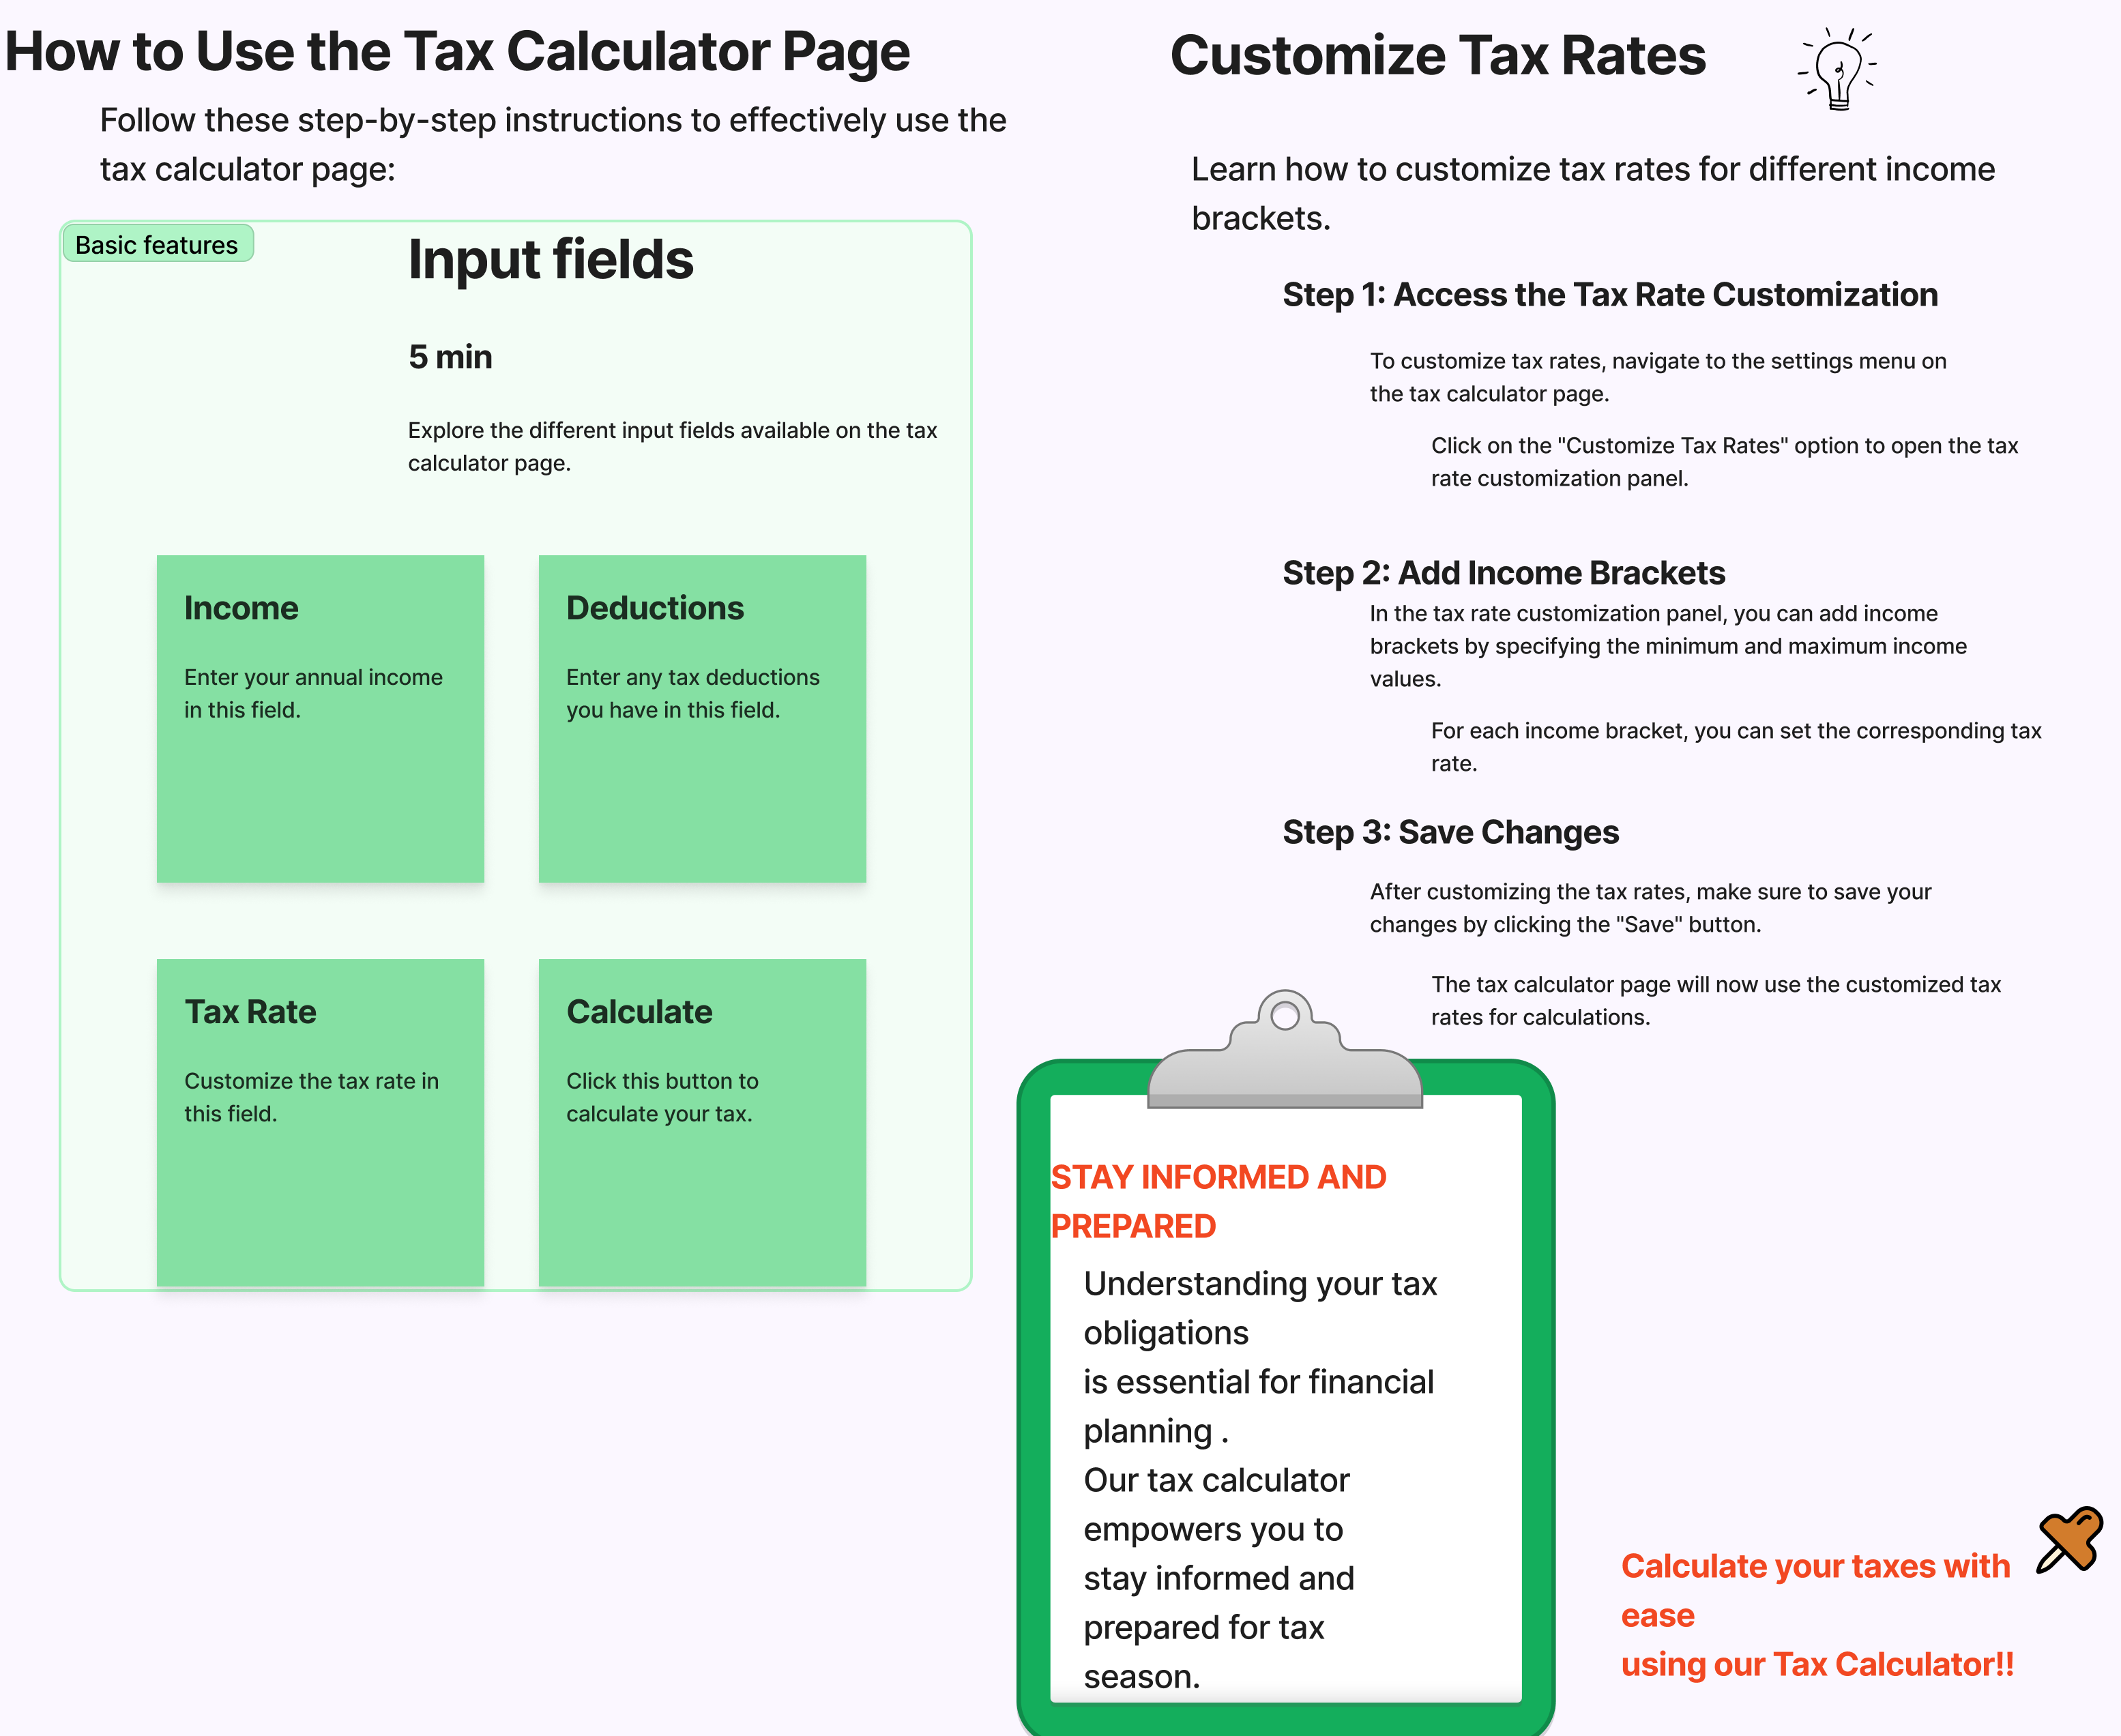 How to Use the Tax Calculator Page
Follow these step-by-step instructions to effectively use the
tax calculator page:
Basic features
Input fields
5 min
Explore the different input fields available on the tax
calculator page.
Income
Enter your annual income
in this field.
Deductions
Enter any tax deductions
you have in this field.
Tax Rate
Customize the tax rate in
this field.
Calculate
Click this button to
calculate your tax.
Customize Tax Rates
Learn how to customize tax rates for different income
brackets.
Step 1: Access the Tax Rate Customization
To customize tax rates, navigate to the settings menu on
the tax calculator page.
Click on the "Customize Tax Rates" option to open the tax
rate customization panel.
Step 2: Add Income Brackets
In the tax rate customization panel, you can add income
brackets by specifying the minimum and maximum income
values.
For each income bracket, you can set the corresponding tax
rate.
Step 3: Save Changes
After customizing the tax rates, make sure to save your
changes by clicking the "Save" button.
The tax calculator page will now use the customized tax
rates for calculations.
STAY INFORMED AND
PREPARED
Understanding your tax
obligations
is essential for financial
planning .
Our tax calculator
empowers you to
stay informed and
prepared for tax
season.
Calculate your taxes with
ease
using our Tax Calculator!!